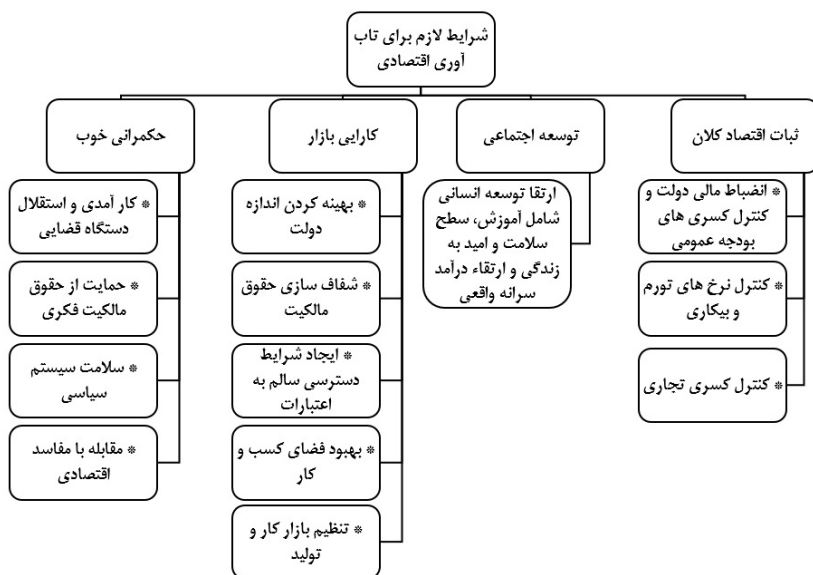 شرایط لازم برای تاب
آوری اقتصادی
ثبات اقتصاد کلان
توسعه اجتماعی
کارایی بازار
حکمرانی خوب
* انضباط مالی دولت و
کنترل کسری های
بودجه عمومی
* کنترل نرخ های تورم
و بیکاری
* کنترل کسری تجاری
ارتقا توسعه انسانی
شامل آموزش، سطح
سلامت و امید به
زندگی و ارتقاء درآمد
سرانه واقعی
* بهینه کردن اندازه
دولت
* شفاف سازی حقوق
مالکیت
* ایجاد شرایط
دسترسی سالم به
اعتبارات
* بهبود فضای کسب و
کار
* تنظیم بازار کار و
تولید
* کار آمدی و استقلال
دستگاه قضایی
* حمایت از حقوق
مالکیت فکری
* سلامت سیستم
سیاسی
* مقابله با مفاسد
اقتصادی